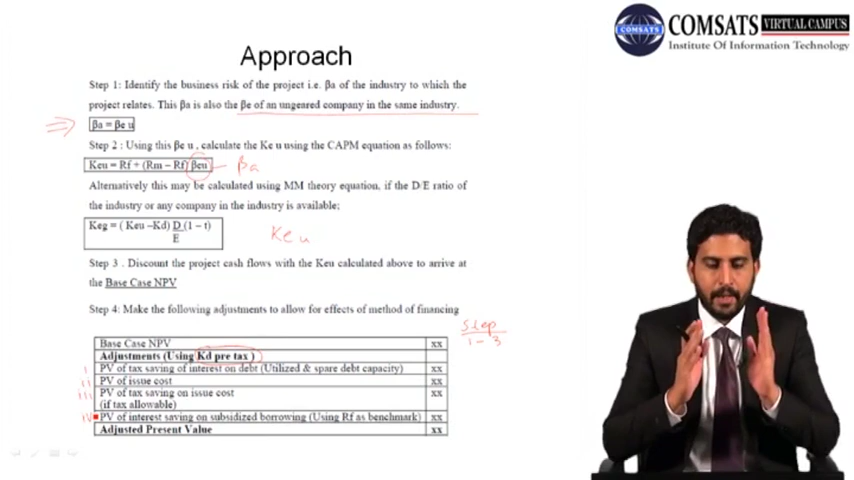 COMSATS VIRTUAL CAMPUS
COMSATS
Institute Of Information Technology
Approach
Step 1: Identify the business risk of the project i.e. βa of the industry to which the
project relates. This βa is also the βe of an ungeared company in the same industry.
βa = βe u
Step 2 : Using this βe u , calculate the Ke u using the CAPM equation as follows:
Keu = Rf + (Rm – Rf) βeu
βa
Alternatively this may be calculated using MM theory equation, if the D/E ratio of
the industry or any company in the industry is available;
Keg = ( Keu –Kd) D (1 – t)
E
Ke u
Step 3 . Discount the project cash flows with the Keu calculated above to arrive at
the Base Case NPV
Step 4: Make the following adjustments to allow for effects of method of financing
Step
1 - 3
Base Case NPV xx
Adjustments (Using Kd pre tax )
i PV of tax saving of interest on debt (Utilized & spare debt capacity) xx
ii PV of issue cost xx
iii PV of tax saving on issue cost xx
(if tax allowable)
iv PV of interest saving on subsidized borrowing (Using Rf as benchmark) xx
Adjusted Present Value xx